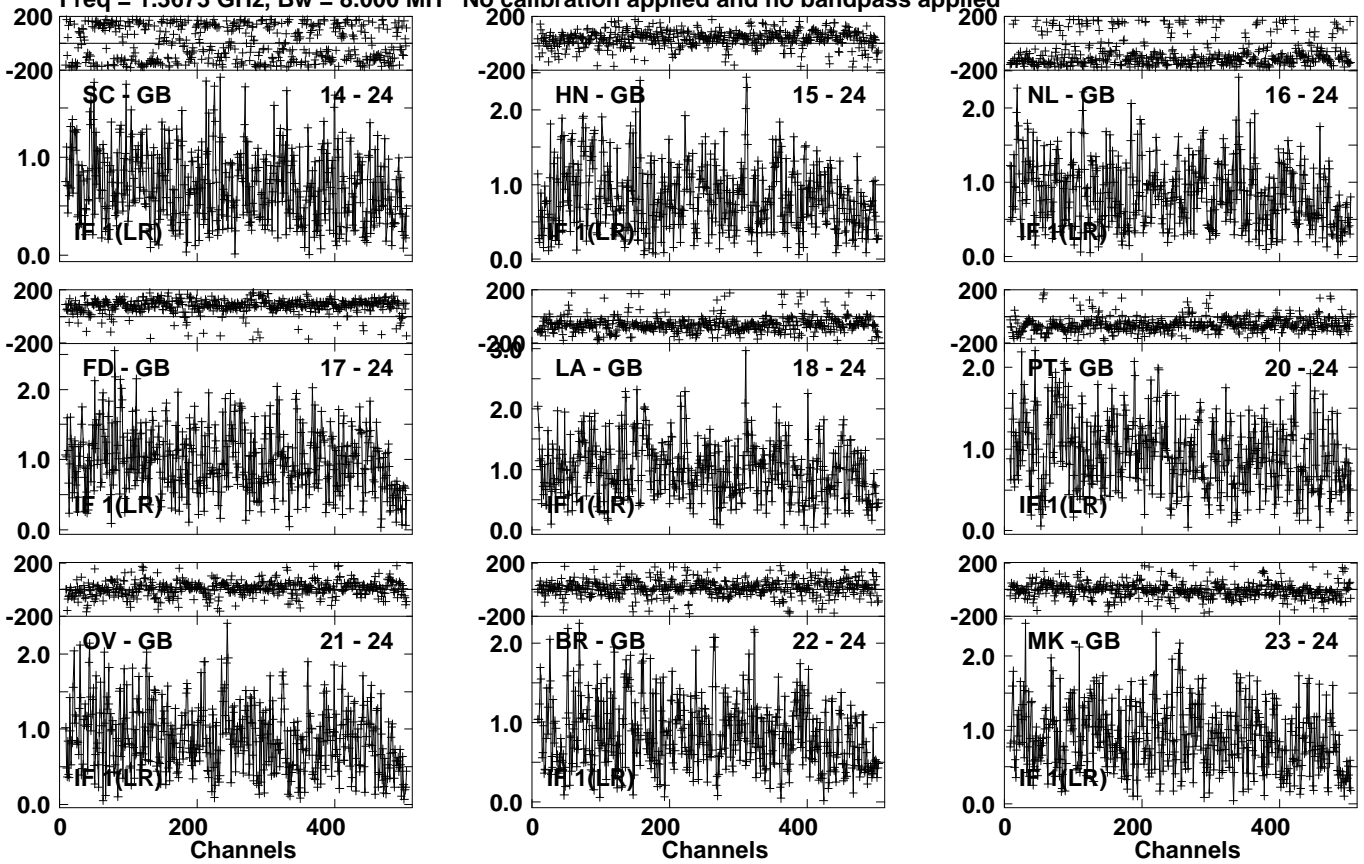 Freq = 1.3673 GHz, Bw = 8.000 MH No calibration applied and no bandpass applied
200 200 200
-200 -200 -200
SC - GB 14 - 24 HN - GB 15 - 24 NL - GB 16 - 24
2.0 2.0
1.0 1.0 1.0
IF 1(LR) IF 1(LR) IF 1(LR)
0.0 0.0 0.0
200 200 200
-200 -200 -200
3.0
FD - GB 17 - 24 LA - GB 18 - 24 PT - GB 20 - 24
2.0 2.0 2.0
1.0 1.0 1.0
IF 1(LR) IF 1(LR) IF 1(LR)
0.0 0.0 0.0
200 200 200
-200 -200 -200
OV - GB 21 - 24 BR - GB 22 - 24 MK - GB 23 - 24
2.0 2.0 2.0
1.0 1.0 1.0
IF 1(LR) IF 1(LR) IF 1(LR)
0.0 0.0 0.0
0 200 400 0 200 400 0 200 400
Channels Channels Channels